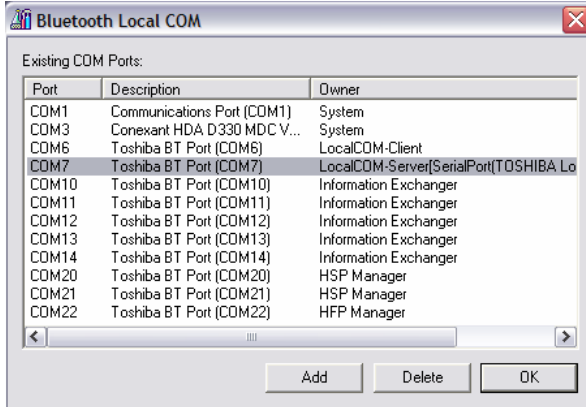 Bluetooth Local COM
Existing COM Ports:
Port Description Owner
COM1 Communications Port (COM1) System
COM3 Conexant HDA D330 MDC V... System
COM6 Toshiba BT Port (COM6) LocalCOM-Client
COM7 Toshiba BT Port (COM7) LocalCOM-Server[SerialPort(TOSHIBA Lo
COM10 Toshiba BT Port (COM10) Information Exchanger
COM11 Toshiba BT Port (COM11) Information Exchanger
COM12 Toshiba BT Port (COM12) Information Exchanger
COM13 Toshiba BT Port (COM13) Information Exchanger
COM14 Toshiba BT Port (COM14) Information Exchanger
COM20 Toshiba BT Port (COM20) HSP Manager
COM21 Toshiba BT Port (COM21) HSP Manager
COM22 Toshiba BT Port (COM22) HFP Manager
Add Delete OK